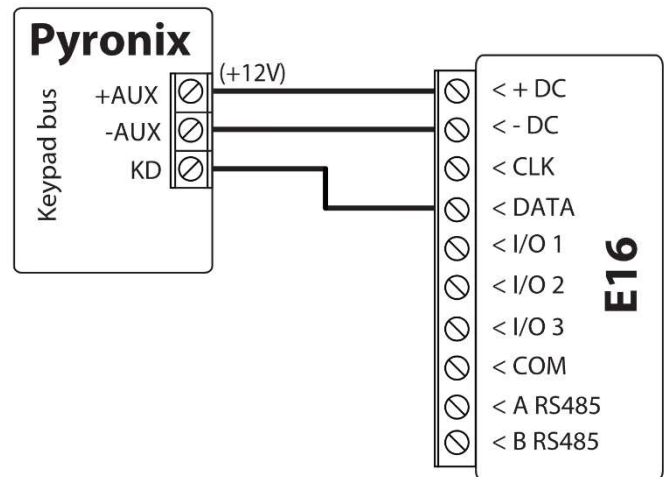 Pyronix
Keypad bus
+AUX
-AUX
KD
(+12V)
< + DC
< - DC
< CLK
< DATA
< I/O 1
< I/O 2
< I/O 3
< COM
< A RS485
< B RS485
E16